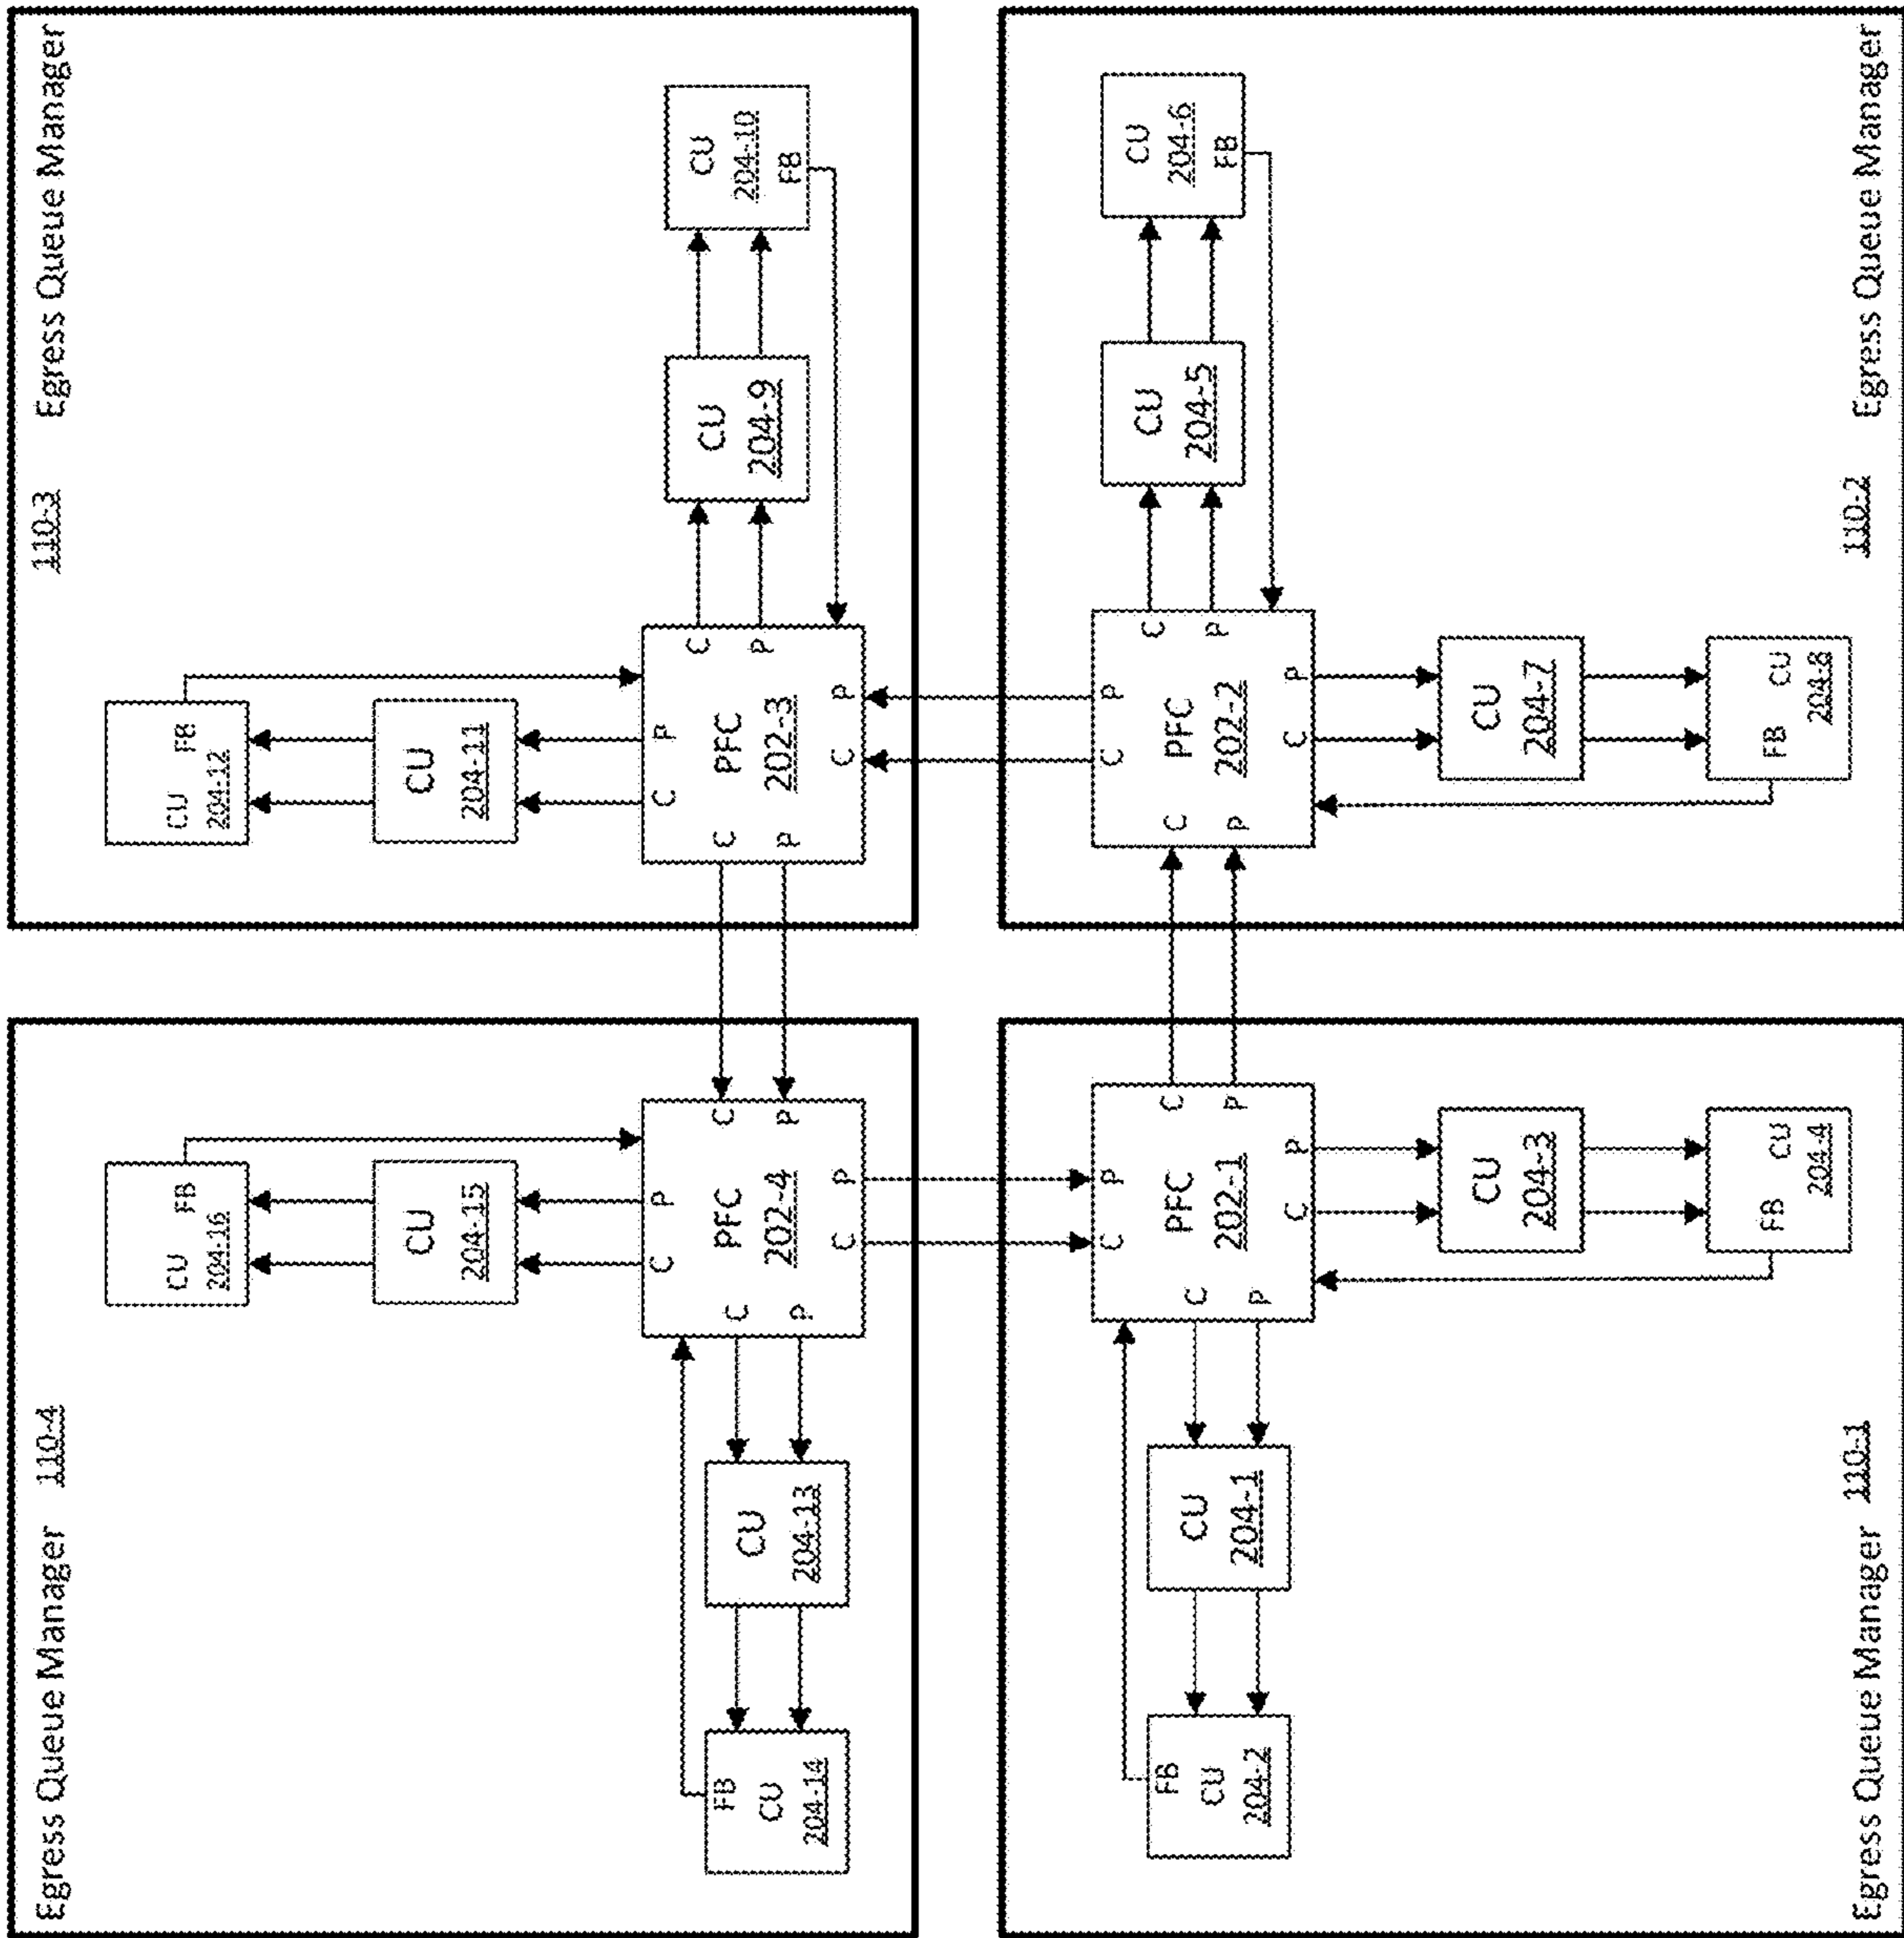 Egress Queue Manager 110-4
CU FB
204-16
CU
204-15
C P
FB
CU
204-14
CU
204-13
C
P
PFC
202-4
C
P
C P
110-3 Egress Queue Manager
CU FB
204-12
CU
204-11
C P
C
P
PFC
202-3
C
P
C P
CU
204-9
CU
204-10
FB
C P
FB
CU
204-2
CU
204-1
C
P
PFC
202-1
C
P
C P
CU
204-3
FB CU
204-4
Egress Queue Manager 110-1
C P
C
P
PFC
202-2
C
P
C P
CU
204-5
CU
204-6
FB
CU
204-7
FB CU
204-8
110-2 Egress Queue Manager